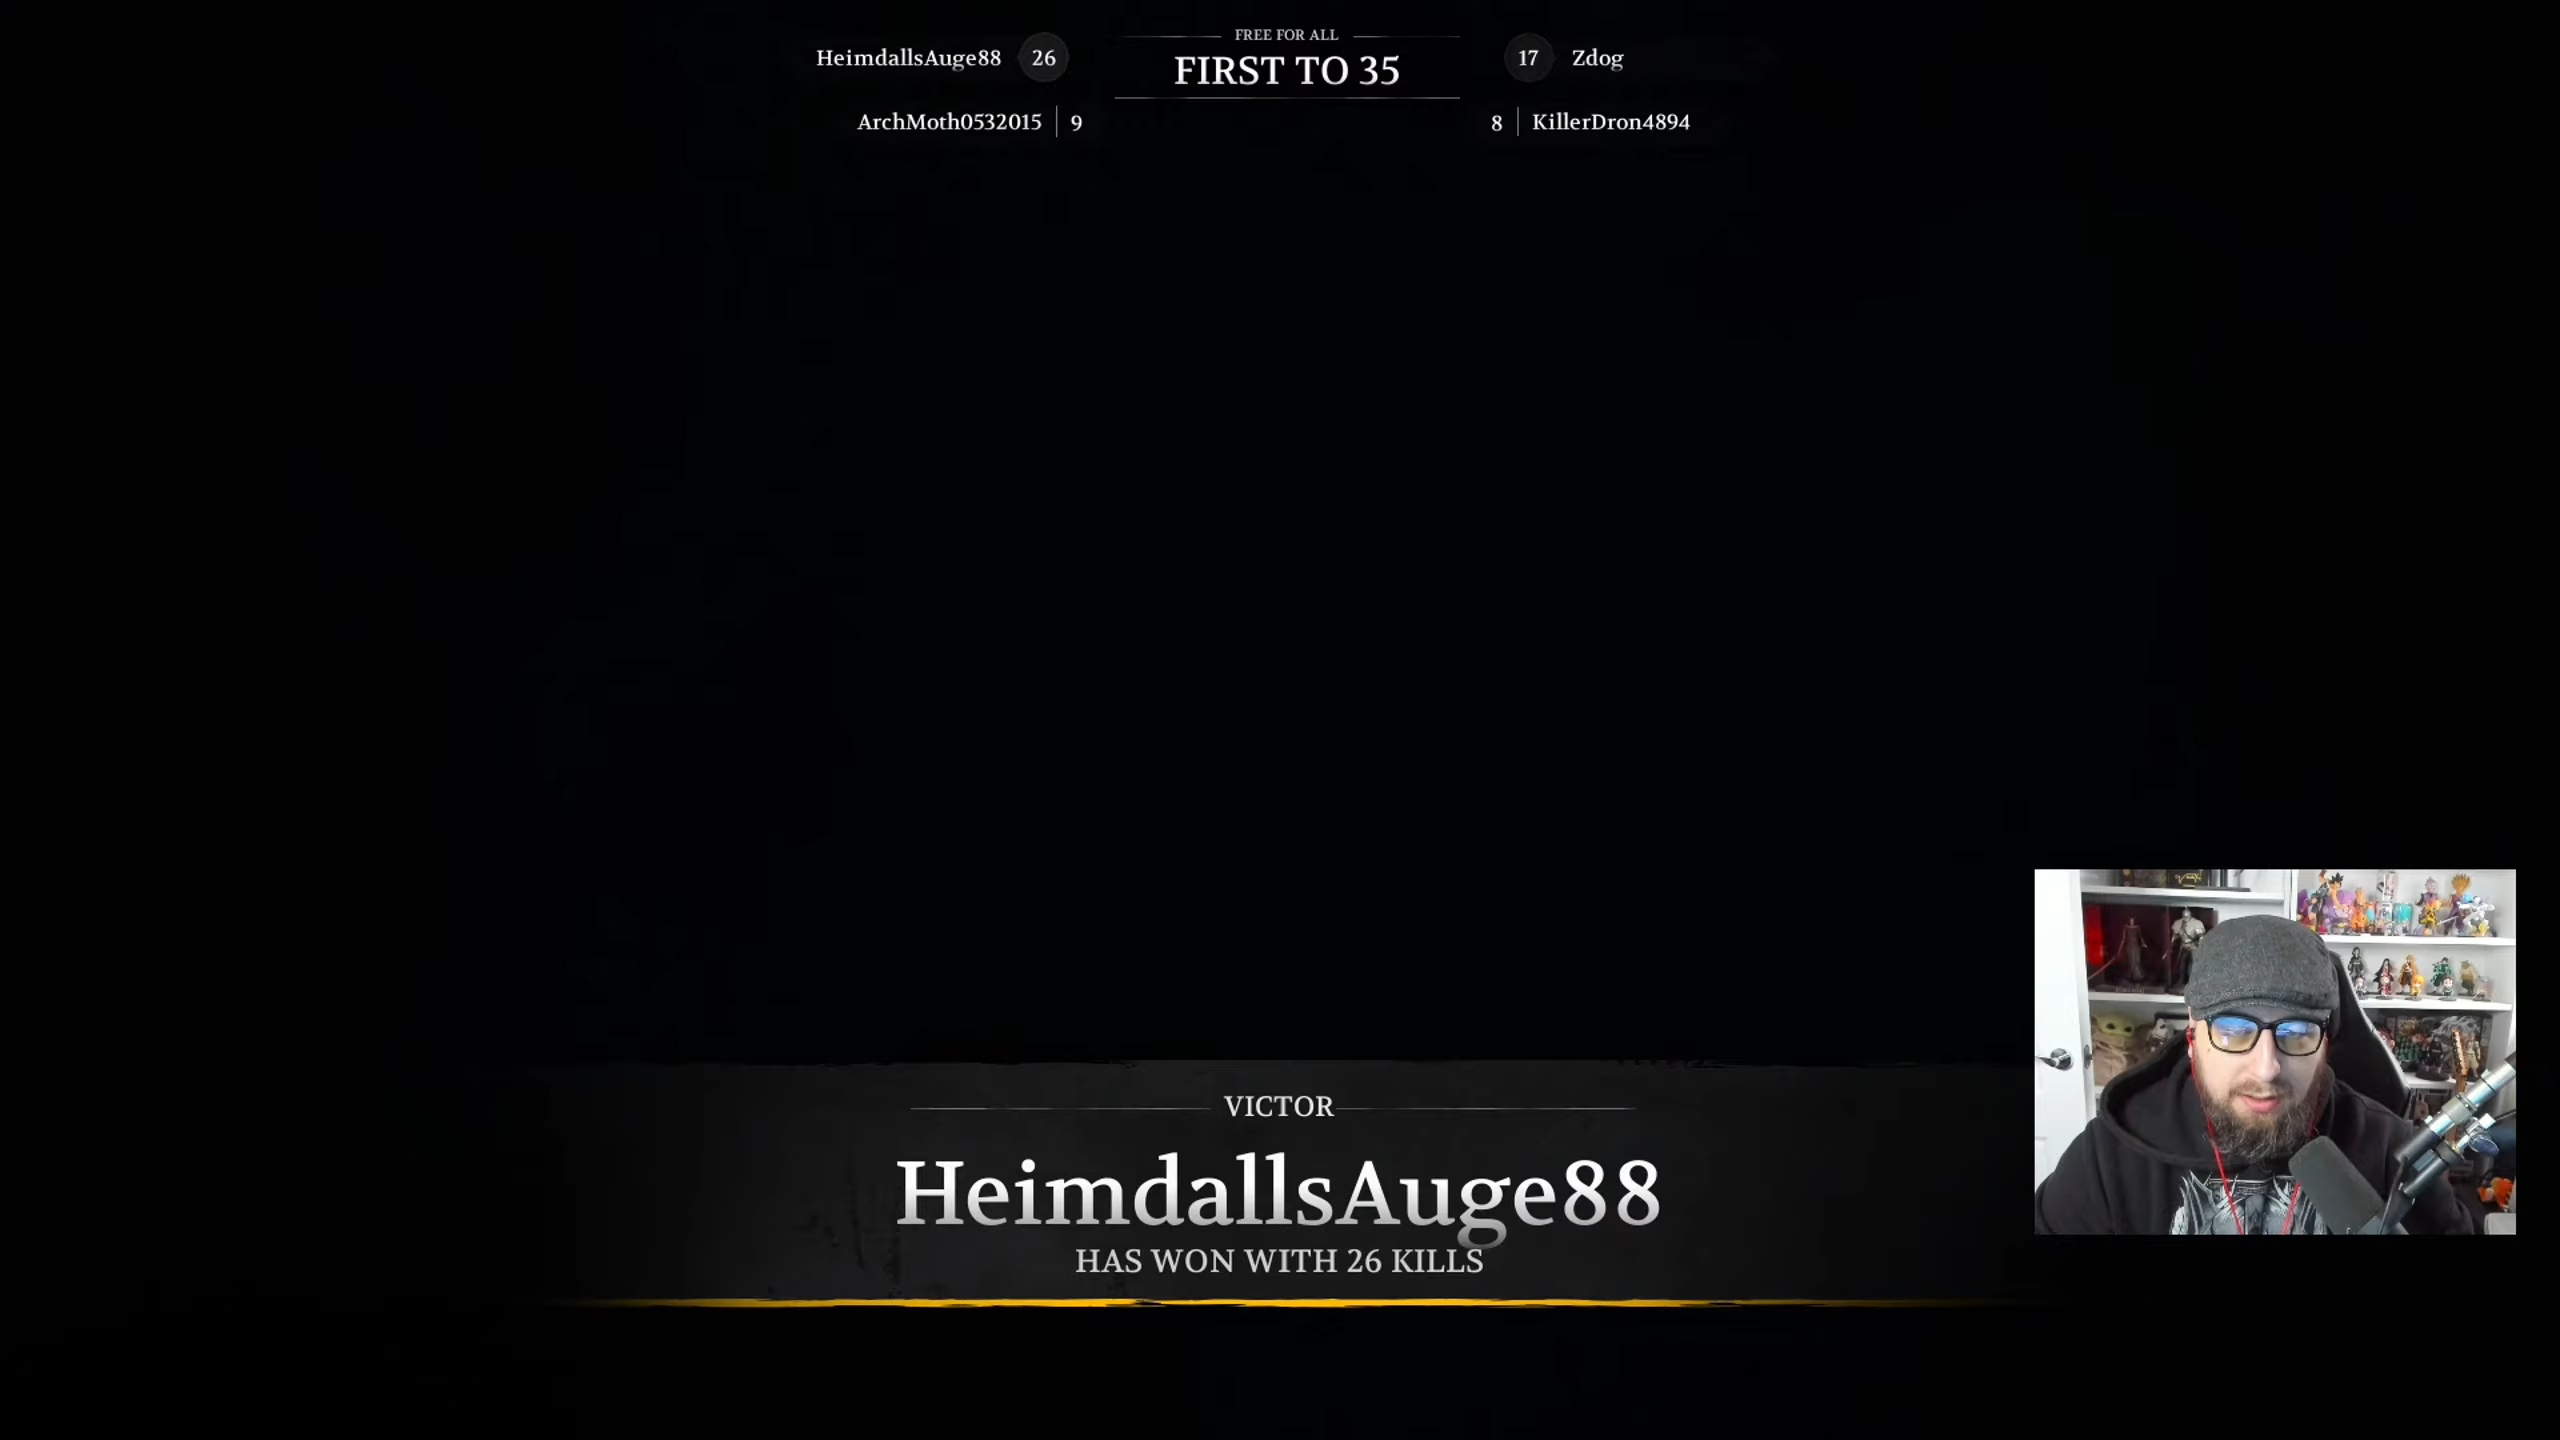 FREE FOR ALL
FIRST TO 35
HeimdallsAuge88 26
17 Zdog
ArchMoth0532015 9
8 KillerDron4894
VICTOR
HeimdallsAuge88
HAS WON WITH 26 KILLS